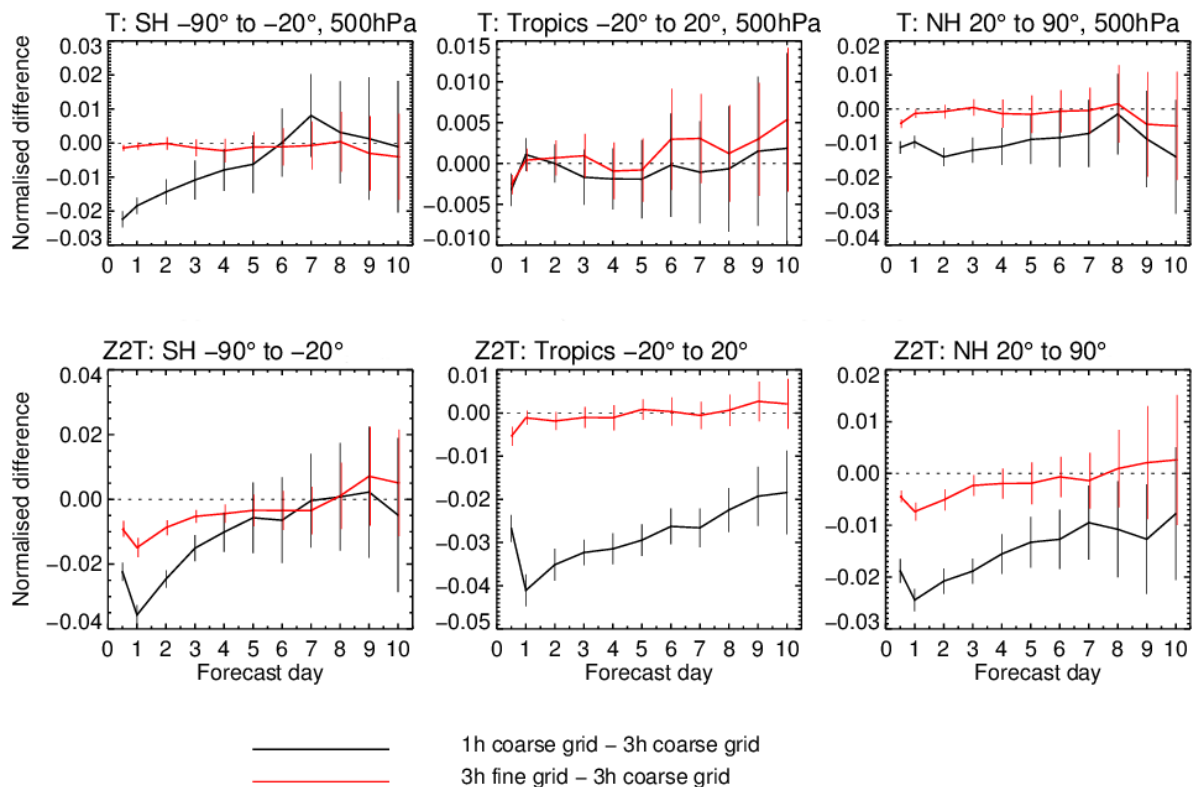 T: SH −90° to −20°, 500hPa
T: Tropics −20° to 20°, 500hPa
T: NH 20° to 90°, 500hPa
Normalised difference
0.03
0.02
0.01
0.00
−0.01
−0.02
−0.03
0 1 2 3 4 5 6 7 8 9 10
0.015
0.010
0.005
0.000
−0.005
−0.010
0 1 2 3 4 5 6 7 8 9 10
0.02
0.01
0.00
−0.01
−0.02
−0.03
−0.04
0 1 2 3 4 5 6 7 8 9 10
Z2T: SH −90° to −20°
Z2T: Tropics −20° to 20°
Z2T: NH 20° to 90°
Normalised difference
0.04
0.02
0.00
−0.02
−0.04
0 1 2 3 4 5 6 7 8 9 10
Forecast day
0.01
0.00
−0.01
−0.02
−0.03
−0.04
−0.05
0 1 2 3 4 5 6 7 8 9 10
Forecast day
0.02
0.01
0.00
−0.01
−0.02
−0.03
0 1 2 3 4 5 6 7 8 9 10
Forecast day
1h coarse grid − 3h coarse grid
3h fine grid − 3h coarse grid